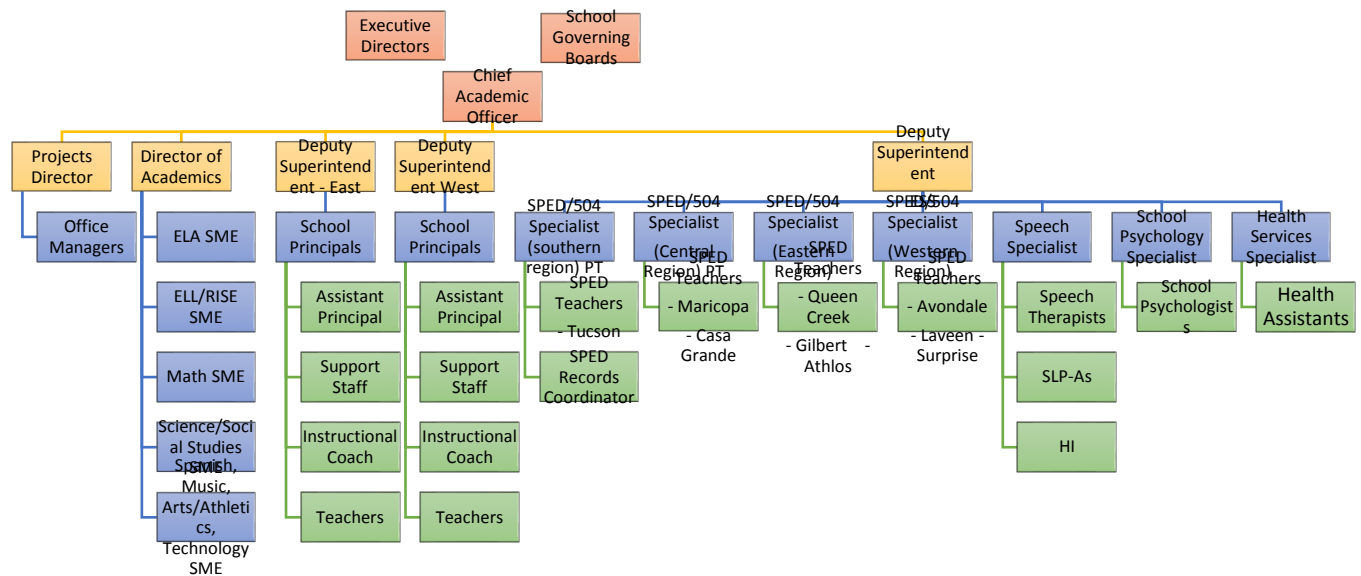 Executive
Directors
School
Governing
Boards
Chief
Academic
Officer
Projects
Director
Director of
Academics
Deputy
Superintend
ent - East
Deputy
Superintend
ent West
Deputy
Superintend
ent
ESS
Office
Managers
ELA SME
ELL/RISE
SME
Math SME
Science/Soci
al Studies
SME
Spanish,
Music,
Arts/Athleti
cs,
Technology
SME
School
Principals
Assistant
Principal
Support
Staff
Instructional
Coach
Teachers
School
Principals
Assistant
Principal
Support
Staff
Instructional
Coach
Teachers
SPED/504
Specialist
(southern
region) PT
SPED
Teachers
- Tucson
SPED
Records
Coordinator
SPED/504
Specialist
(Central
Region) PT
SPED
Teachers
- Maricopa
- Casa
Grande
SPED/504
Specialist
(Eastern
Region)
SPED
Teachers
- Queen
Creek
- Gilbert -
Athlos
SPED/504
Specialist
(Western
Region)
SPED
Teachers
- Avondale
- Laveen -
Surprise
Speech
Specialist
Speech
Therapists
SLP-As
HI
School
Psychology
Specialist
School
Psychologist
s
Health
Services
Specialist
Health
Assistants